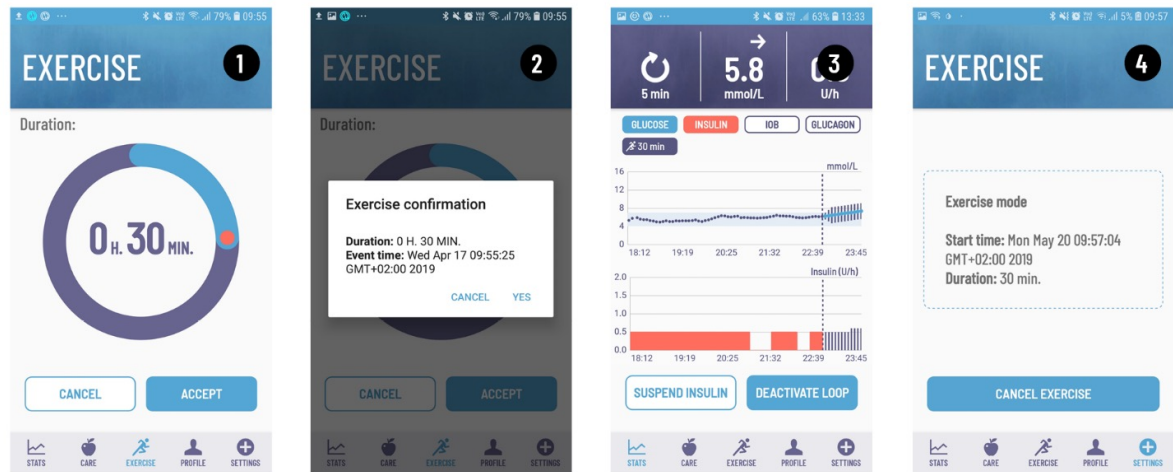 79% 09:55
EXERCISE
1
Duration:
0 H. 30 MIN.
CANCEL
ACCEPT
STATS
CARE
EXERCISE
PROFILE
SETTINGS
79% 09:55
EXERCISE
2
Duration:
Exercise confirmation
Duration: 0 H. 30 MIN.
Event time: Wed Apr 17 09:55:25
GMT+02:00 2019
CANCEL YES
CANCEL
ACCEPT
STATS
CARE
EXERCISE
PROFILE
SETTINGS
63% 13:33
3
5 min
5.8
mmol/L
U/h
GLUCOSE
INSULIN
IOB
GLUCAGON
30 min
mmol/L
16
12
8
4
0
18:12 19:19 20:25 21:32 22:39 23:45
Insulin (U/h)
2.0
1.5
1.0
0.5
0.0
18:12 19:19 20:25 21:32 22:39 23:45
SUSPEND INSULIN
DEACTIVATE LOOP
STATS
CARE
EXERCISE
PROFILE
SETTINGS
5% 09:57
EXERCISE
4
Exercise mode
Start time: Mon May 20 09:57:04
GMT+02:00 2019
Duration: 30 min.
CANCEL EXERCISE
STATS
CARE
EXERCISE
PROFILE
SETTINGS